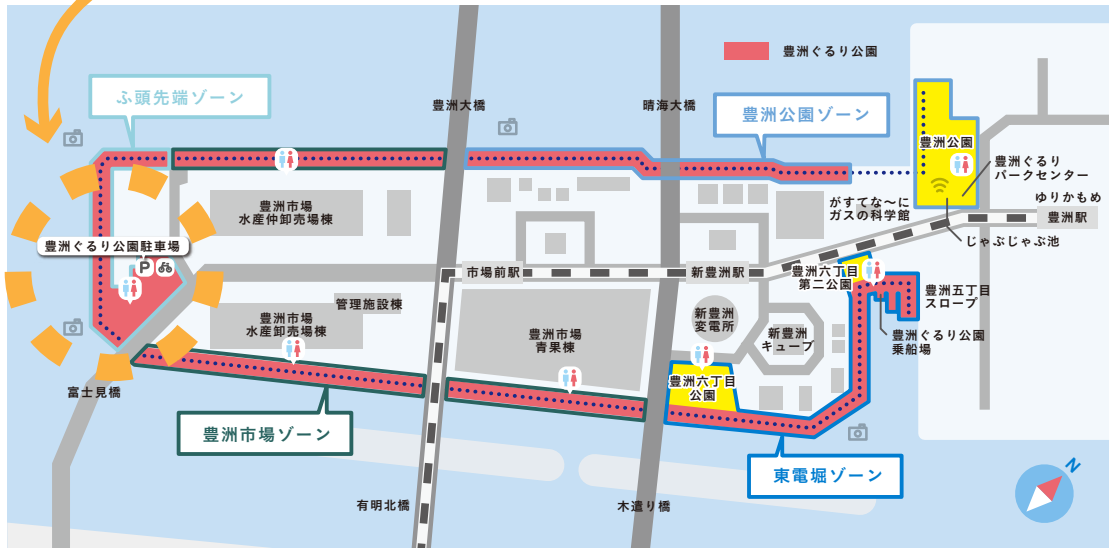 豊洲ぐるり公園
ふ頭先端ゾーン
豊洲大橋
晴海大橋
豊洲公園ゾーン
豊洲公園
豊洲ぐるり
パークセンター
ゆりかもめ
豊洲駅
じゃぶじゃぶ池
がすてな〜に
ガスの科学館
豊洲市場
水産仲卸売場棟
豊洲ぐるり公園駐車場
P
市場前駅
新豊洲駅
豊洲六丁目
第二公園
豊洲五丁目
スロープ
豊洲ぐるり公園
乗船場
管理施設棟
豊洲市場
水産卸売場棟
豊洲市場
青果棟
新豊洲
変電所
新豊洲
キューブ
豊洲六丁目
公園
富士見橋
豊洲市場ゾーン
東電堀ゾーン
有明北橋
木遣り橋
N